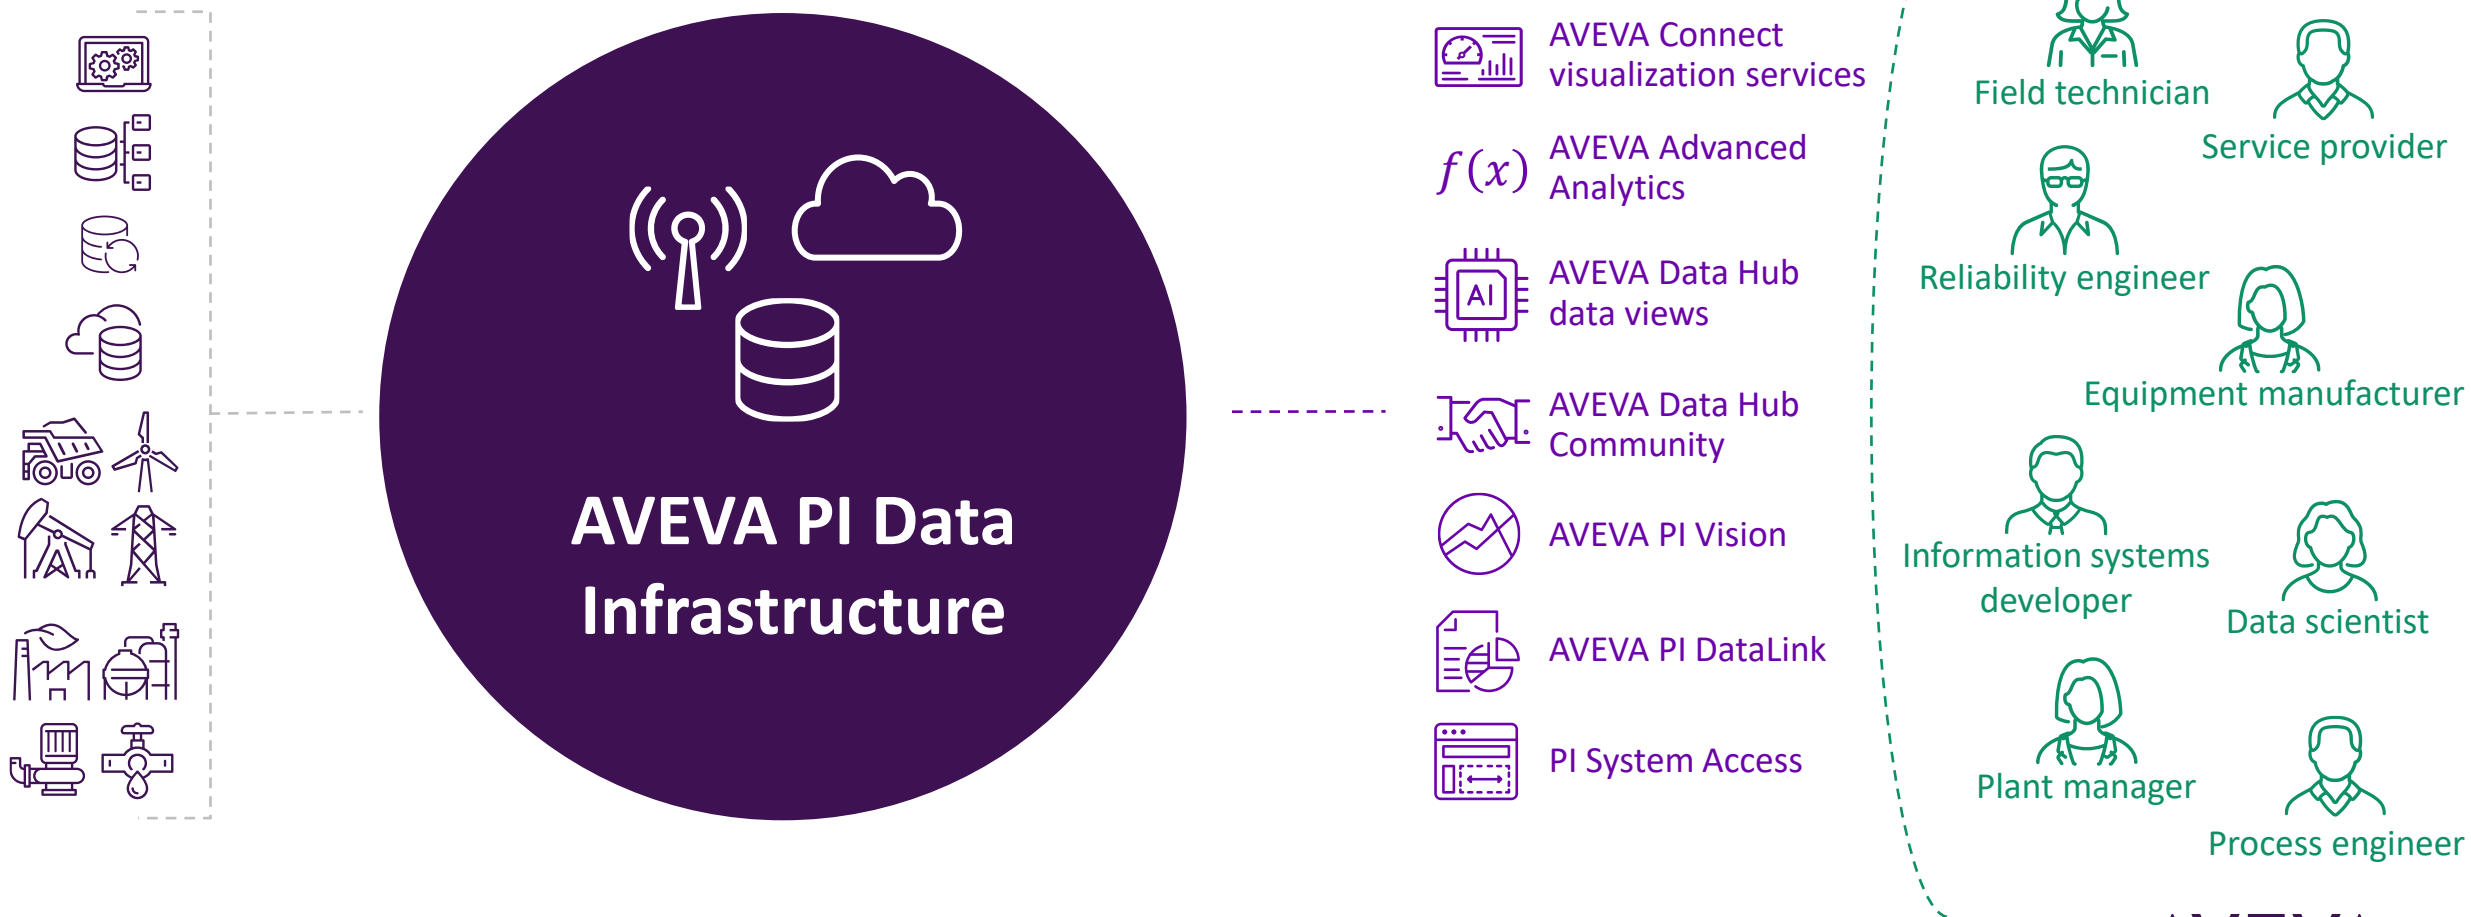 AVEVA PI Data
Infrastructure
AVEVA Connect
visualization services
f(x)
AVEVA Advanced
Analytics
AI
AVEVA Data Hub
data views
AVEVA Data Hub
Community
AVEVA PI Vision
AVEVA PI DataLink
PI System Access
Field technician
Service provider
Reliability engineer
Equipment manufacturer
Information systems
developer
Data scientist
Plant manager
Process engineer